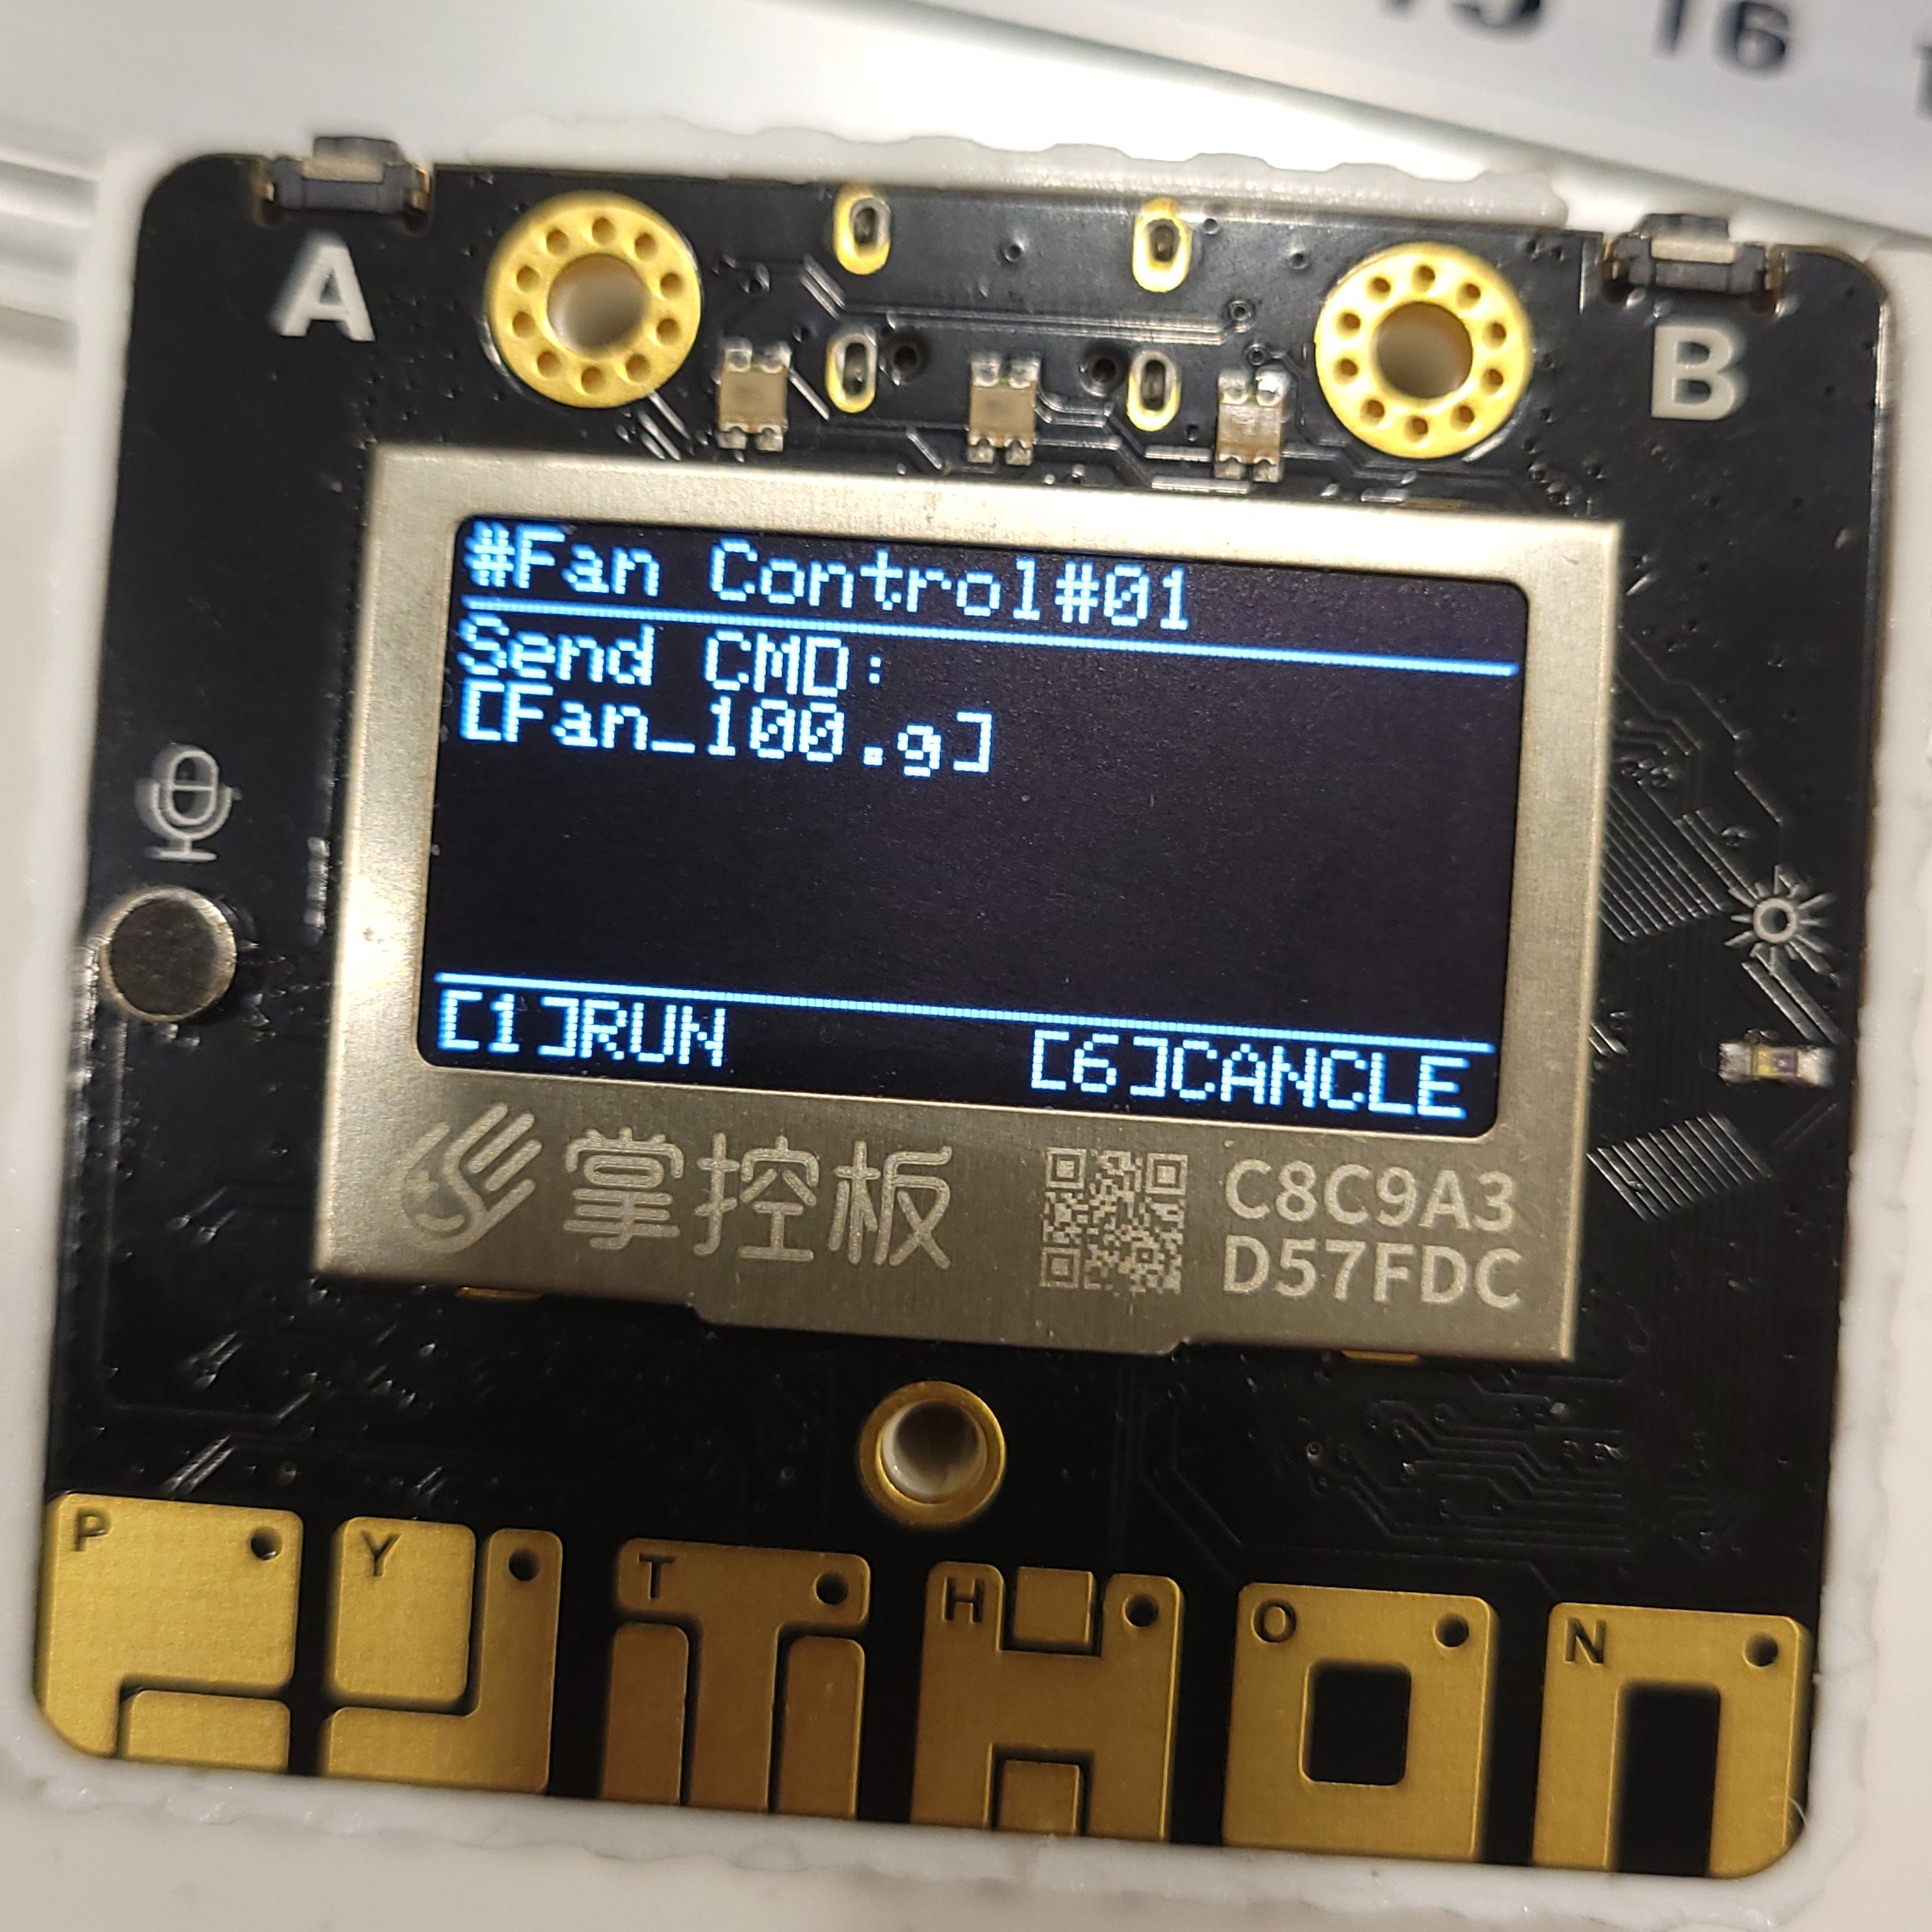 16
A
B
#Fan Control#01
Send CMD:
[Fan_100.g]
[1]RUN [6]CANCLE
掌控板
C8C9A3
D57FDC
P Y T H O N